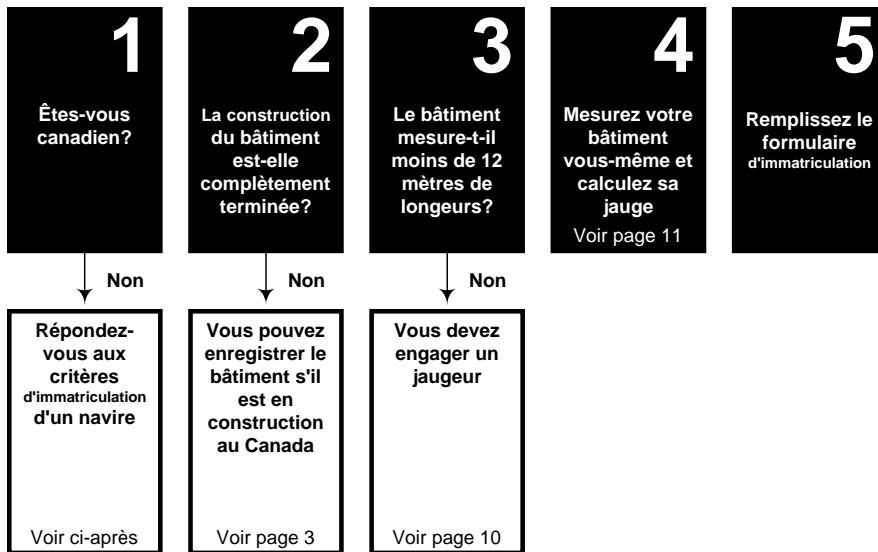 1
Êtes-vous
canadien?
2
La construction
du bâtiment
est-elle
complètement
terminée?
3
Le bâtiment
mesure-t-il
moins de 12
mètres de
longeurs?
4
Mesurez votre
bâtiment
vous-même et
calculez sa
jauge
Voir page 11
5
Remplissez le
formulaire
d'immatriculation
Non
Non
Non
Répondez-
vous aux
critères
d'immatriculation
d'un navire
Voir ci-après
Vous pouvez
enregistrer le
bâtiment s'il
est en
construction
au Canada
Voir page 3
Vous devez
engager un
jaugeur
Voir page 10